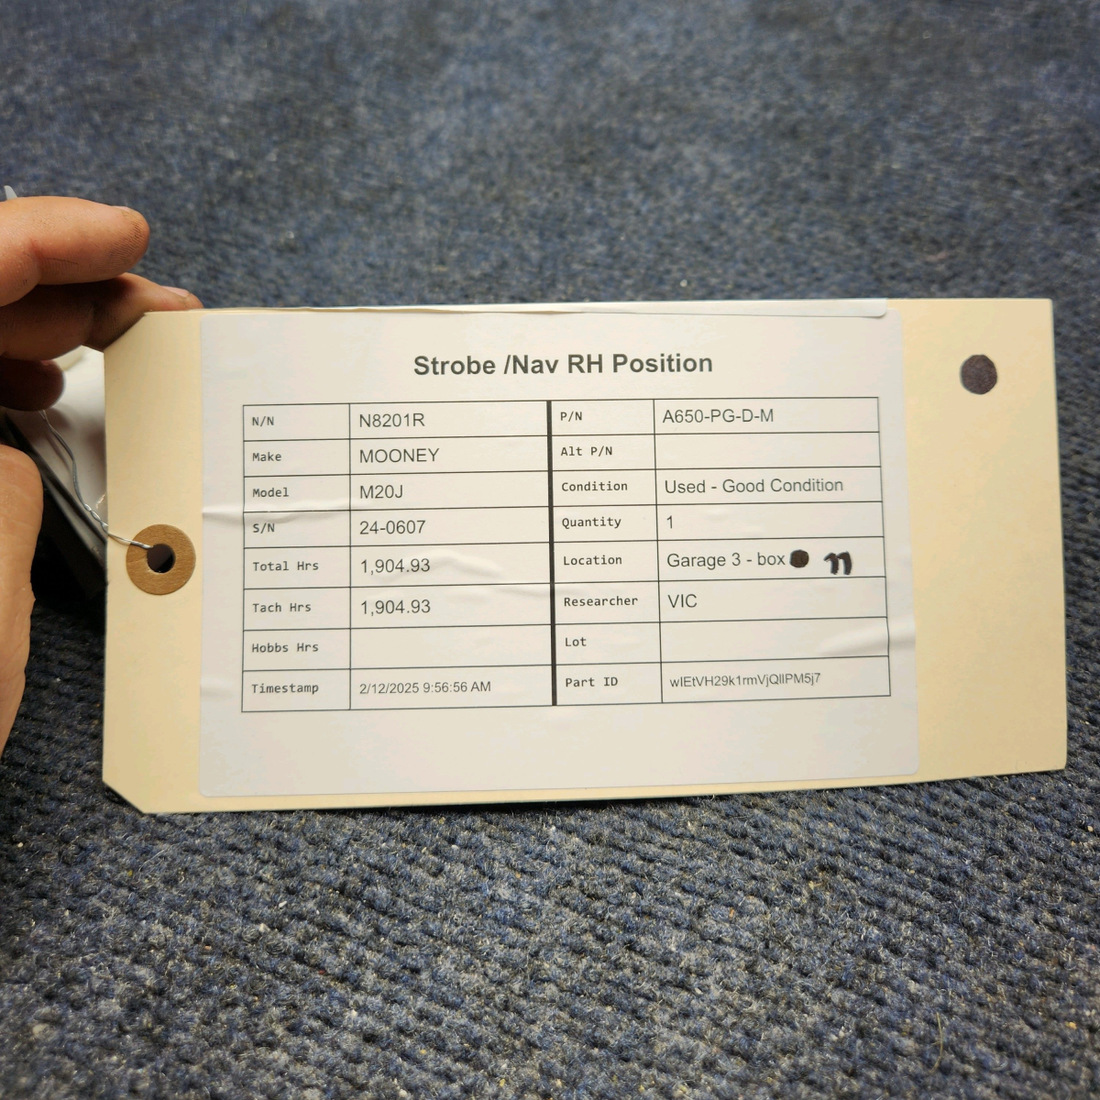 Strobe /Nav RH Position
N/N N8201R P/N A650-PG-D-M
Make MOONEY Alt P/N
Model M20J Condition Used - Good Condition
S/N 24-0607 Quantity 1
Total Hrs 1,904.93 Location Garage 3 - box
Tach Hrs 1,904.93 Researcher VIC
Hobbs Hrs Lot
Timestamp 2/12/2025 9:56:56 AM Part ID